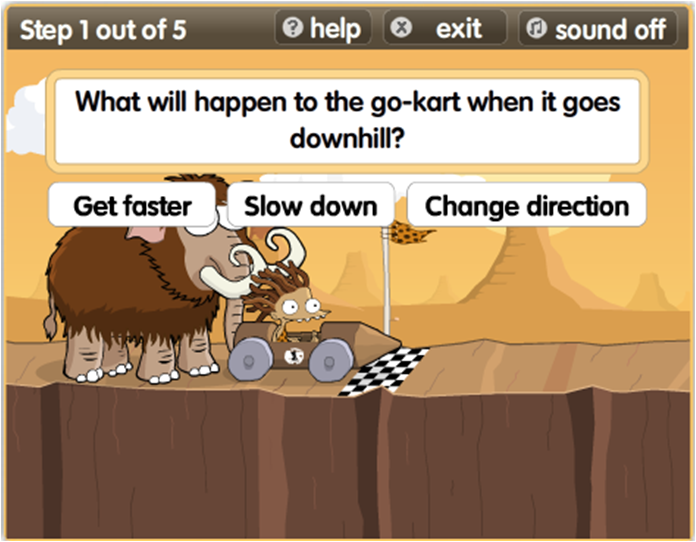 Step 1 out of 5
help
exit
sound off
What will happen to the go-kart when it goes
downhill?
Get faster
Slow down
Change direction